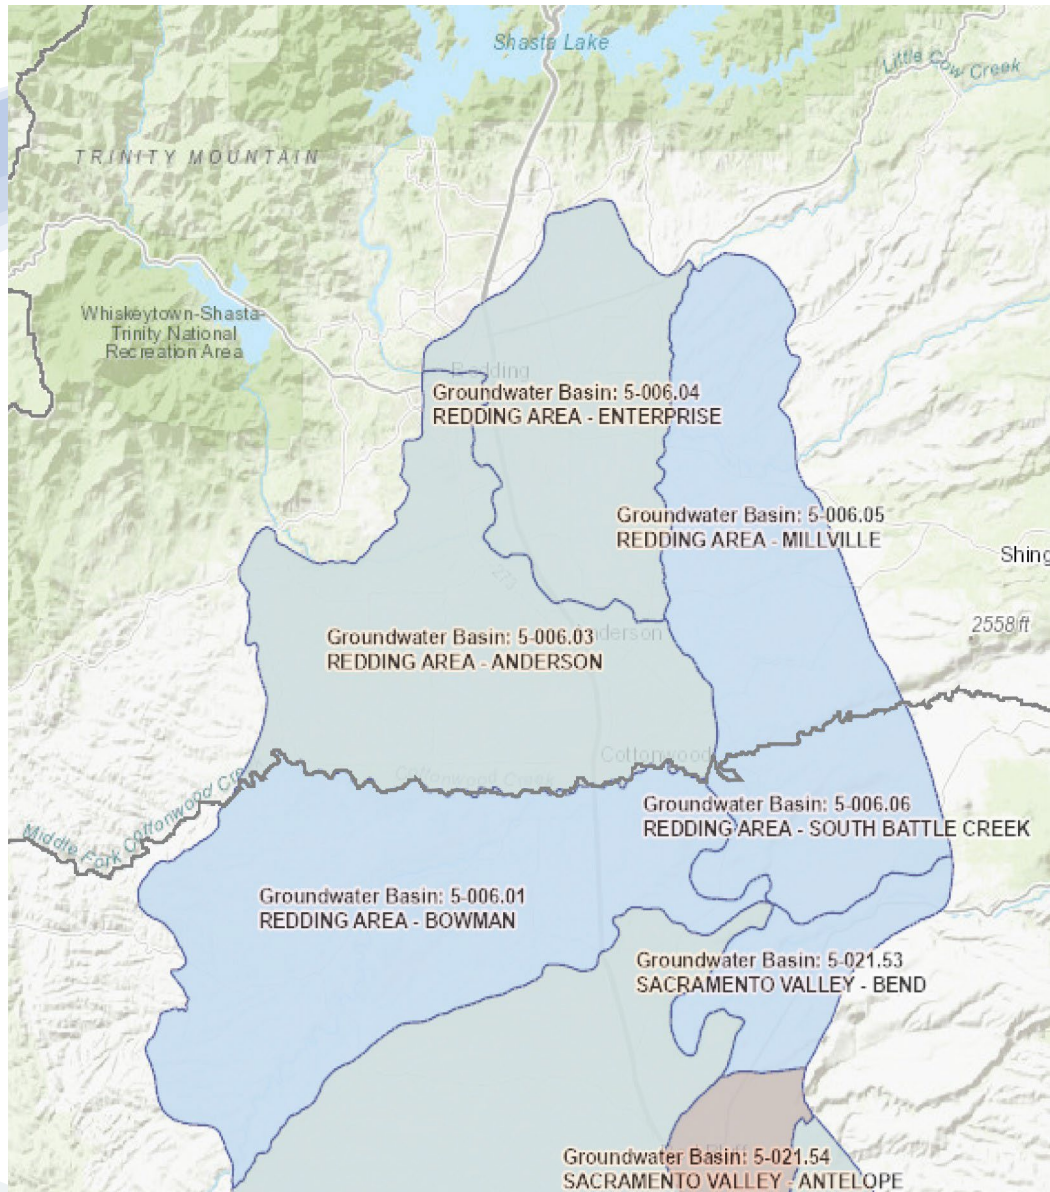 Shasta Lake
Little Cow Creek
TRINITY MOUNTAIN
Whiskeytown-Shasta-
Trinity National
Recreation Area
Redding
Groundwater Basin: 5-006.04
REDDING AREA - ENTERPRISE
Groundwater Basin: 5-006.05
REDDING AREA - MILLVILLE
Shing
273
2558 ft
Anderson
Groundwater Basin: 5-006.03
REDDING AREA - ANDERSON
Cottonwood
Cottonwood Creek
Middle Fork Cottonwood Cre
Groundwater Basin: 5-006.06
REDDING AREA - SOUTH BATTLE CREEK
Groundwater Basin: 5-006.01
REDDING AREA - BOWMAN
Groundwater Basin: 5-021.53
SACRAMENTO VALLEY - BEND
Groundwater Basin: 5-021.54
SACRAMENTO VALLEY - ANTELOPE